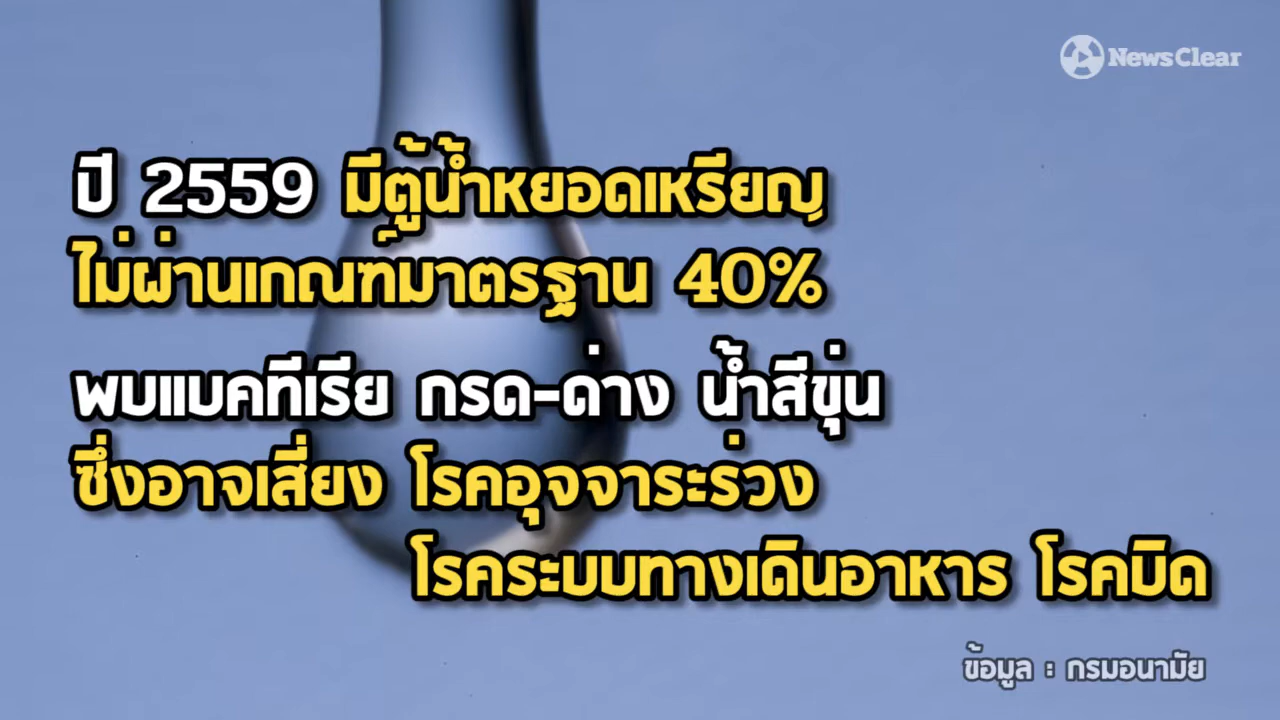 NewsClear
ปี 2559 มีตู้น้ำหยอดเหรียญ
ไม่ผ่านเกณฑ์มาตรฐาน 40%
พบแบคทีเรีย กรด-ด่าง น้ำสีขุ่น
ซึ่งอาจเสี่ยง โรคอุจจาระร่วง
โรคระบบทางเดินอาหาร โรคบิด
ข้อมูล : กรมอนามัย